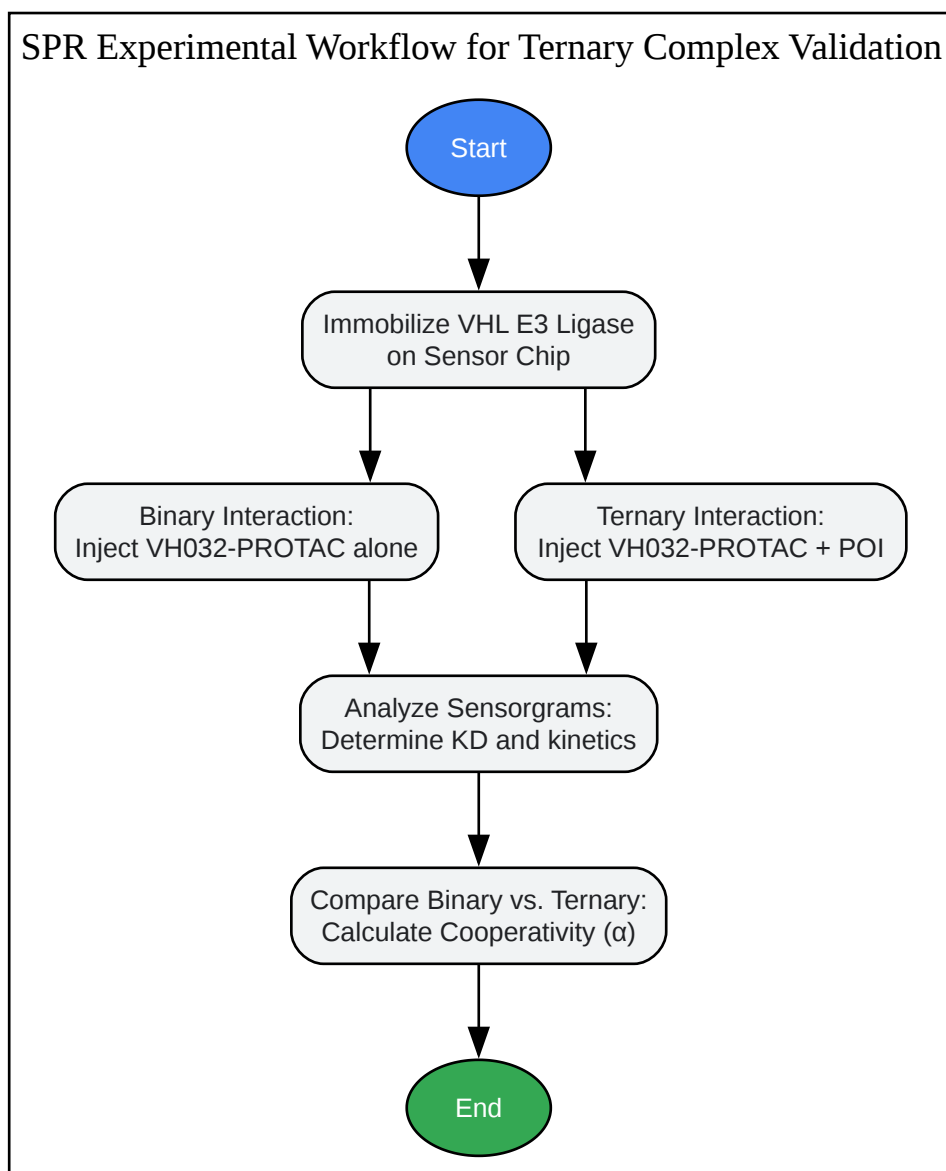 SPR Experimental Workflow for Ternary Complex Validation
Start
Immobilize VHL E3 Ligase
on Sensor Chip
Binary Interaction:
Inject VH032-PROTAC alone
Ternary Interaction:
Inject VH032-PROTAC + POI
Analyze Sensorgrams:
Determine KD and kinetics
Compare Binary vs. Ternary:
Calculate Cooperativity (α)
End